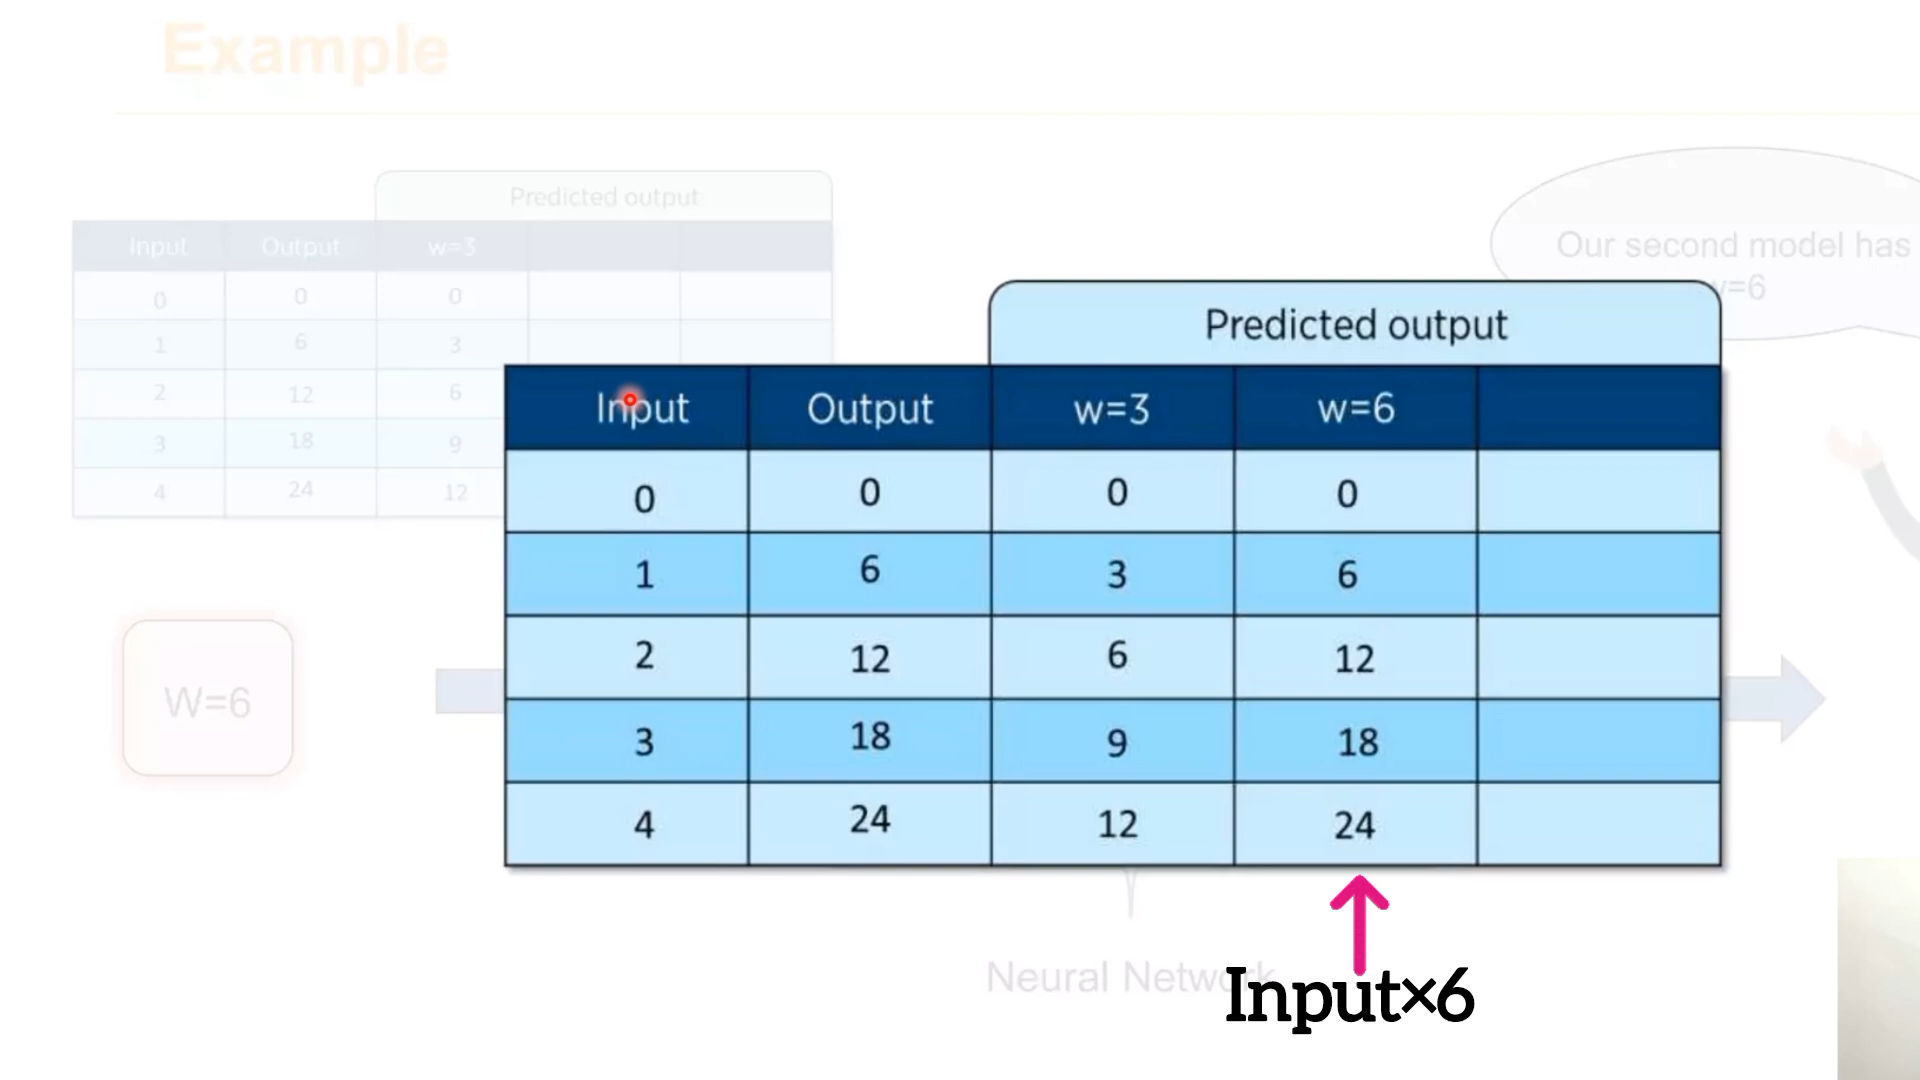 Example
Predicted output
Input Output w=3
0 0 0
1 6 3
2 12 6
3 18 9
4 24 12
Our second model has
w=6
Predicted output
Input Output w=3 w=6
0 0 0 0
1 6 3 6
2 12 6 12
3 18 9 18
4 24 12 24
W=6
Neural Network
Input×6